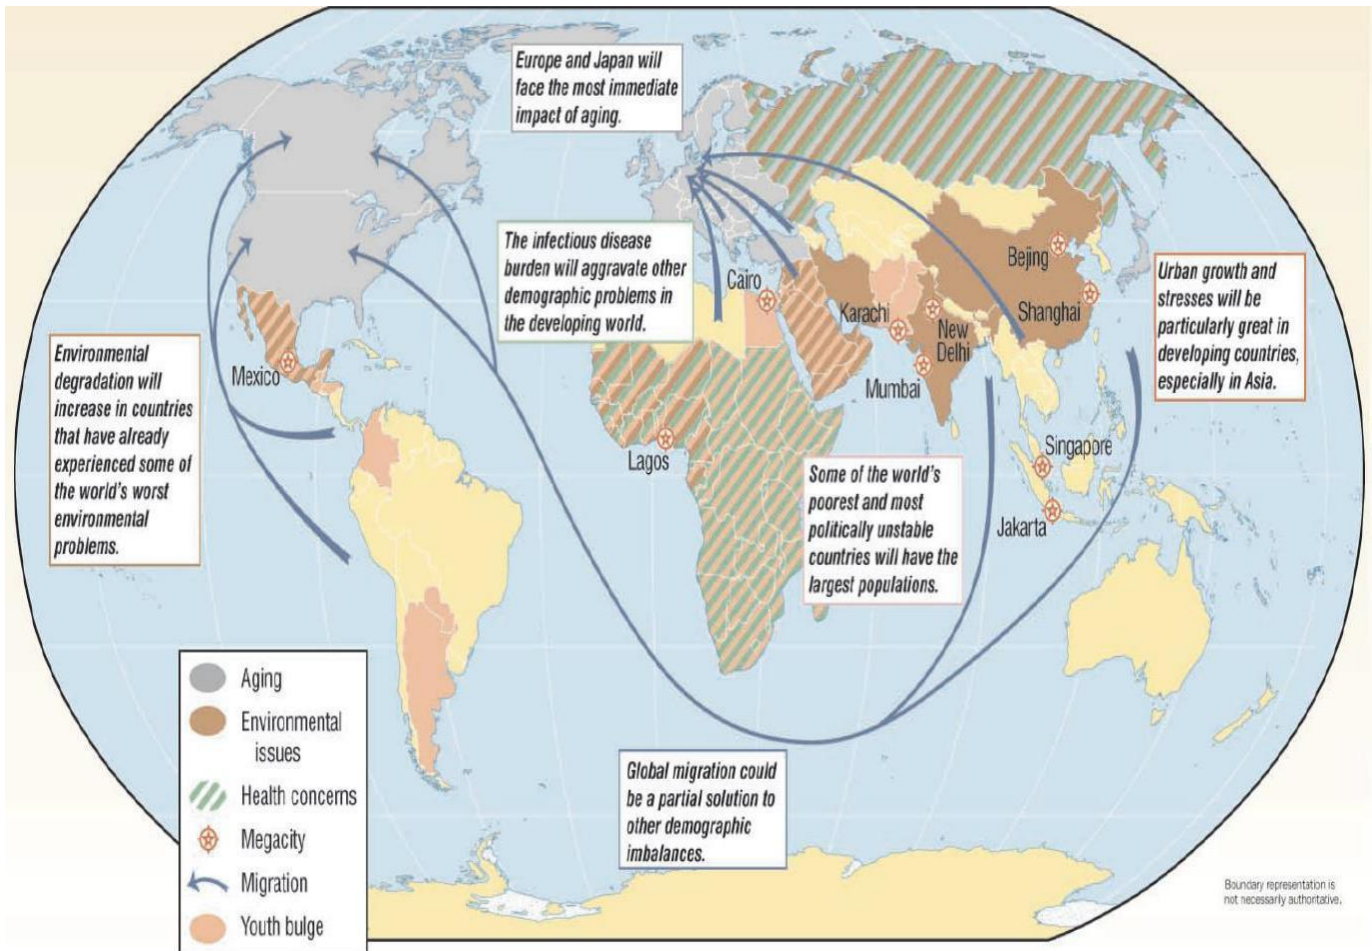 Europe and Japan will
face the most immediate
impact of aging.
The infectious disease
burden will aggravate other
demographic problems in
the developing world.
Cairo
Karachi
New
Delhi
Mumbai
Bejing
Shanghai
Urban growth and
stresses will be
particularly great in
developing countries,
especially in Asia.
Environmental
degradation will
increase in countries
that have already
experienced some of
the world's worst
environmental
problems.
Mexico
Lagos
Some of the world's
poorest and most
politically unstable
countries will have the
largest populations.
Singapore
Jakarta
Aging
Environmental
issues
Health concerns
Megacity
Migration
Youth bulge
Global migration could
be a partial solution to
other demographic
imbalances.
Boundary representation is
not necessarily authoritative.